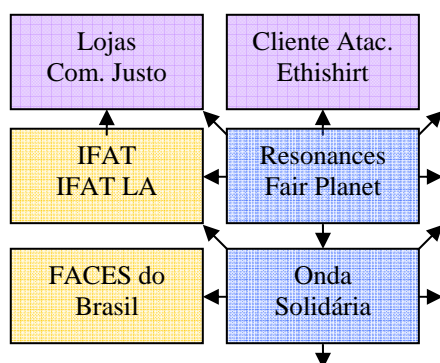 Lojas
Com. Justo
Cliente Atac.
Ethishirt
IFAT
IFAT LA
Resonances
Fair Planet
FACES do
Brasil
Onda
Solidária